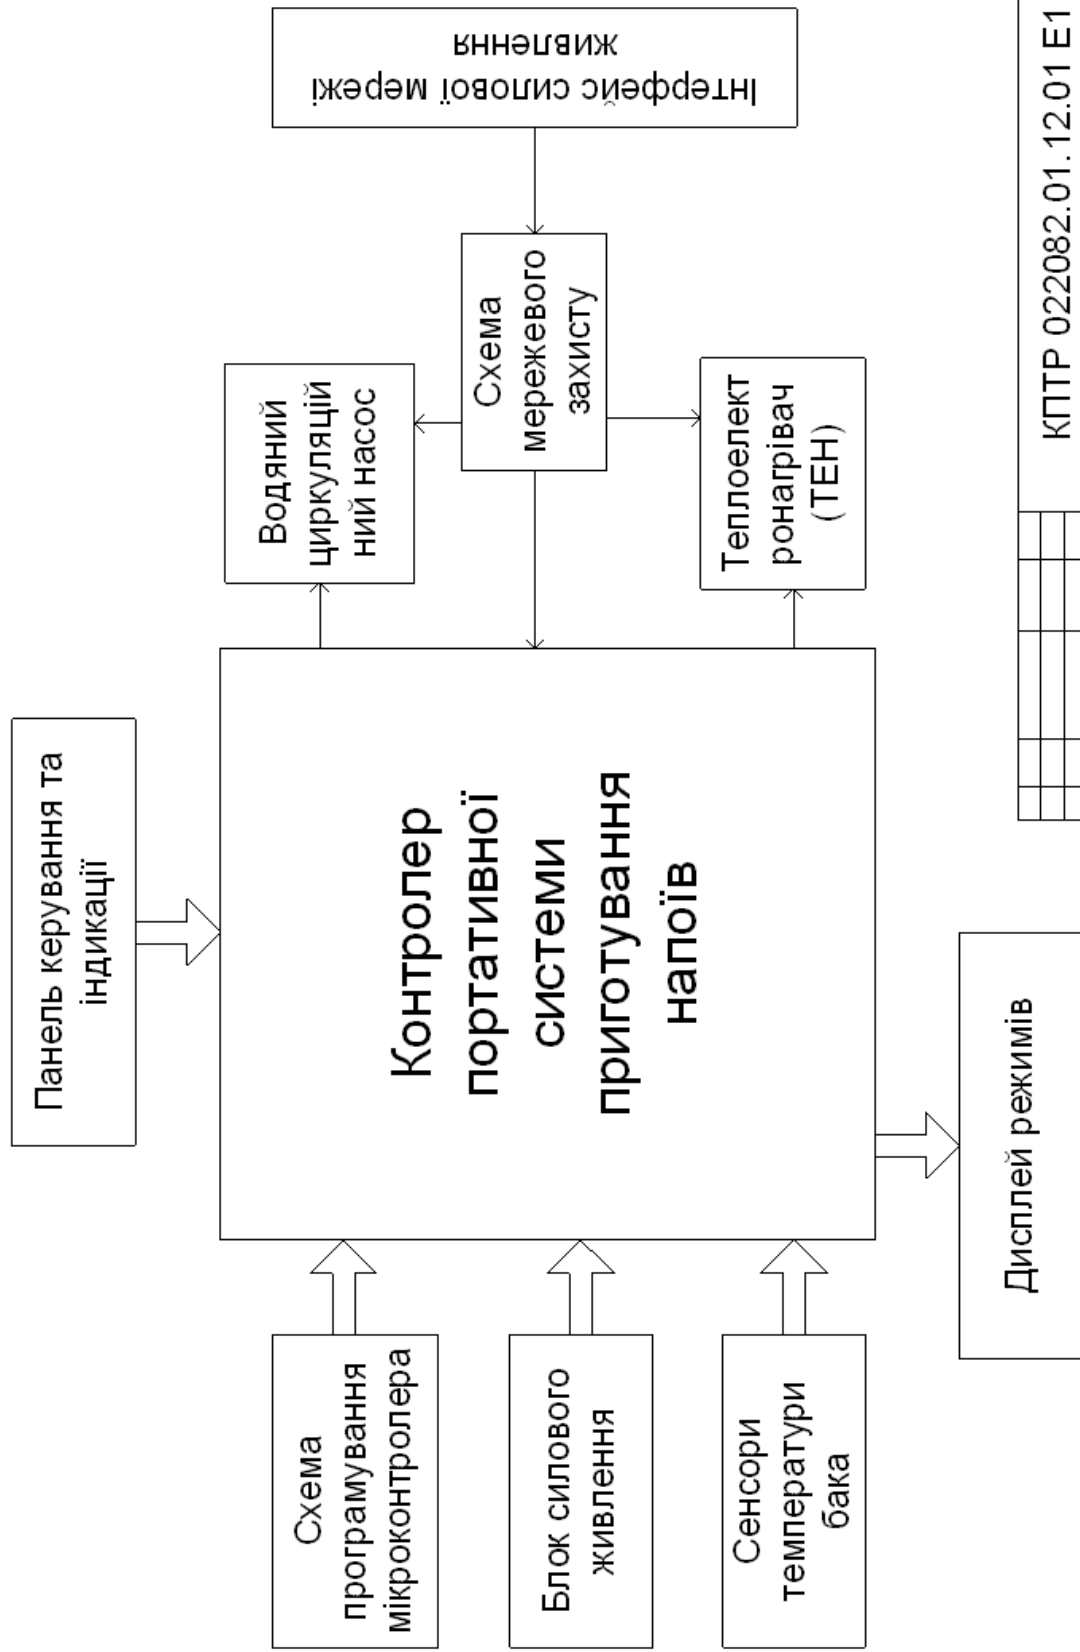 Інтерфейс силової мережі
живлення
Схема
мережевого
захисту
Водяний
циркуляцій
ний насос
Теплоелект
ронагрівач
(ТЕН)
Панель керування та
індикації
Контролер
портативної
системи
приготування
напоїв
Схема
програмування
мікроконтролера
Блок силового
живлення
Сенсори
температури
бака
Дисплей режимів
КПТР 022082.01.12.01 Е1